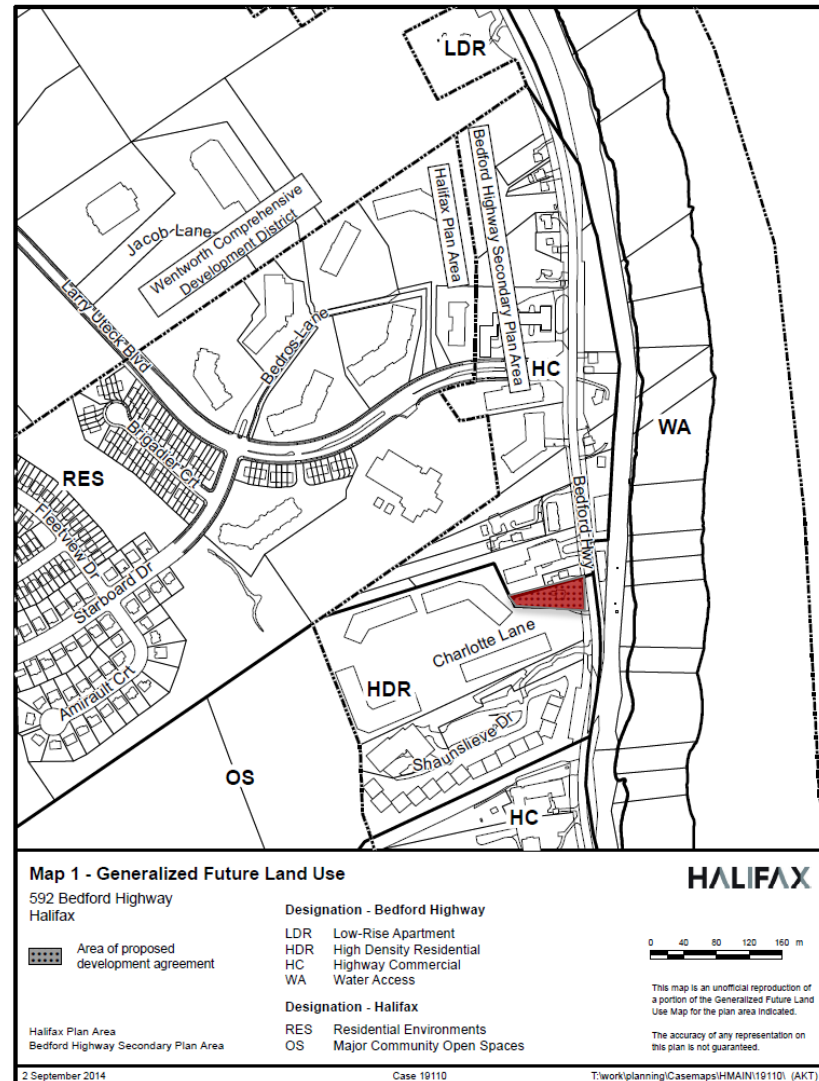 LDR
Bedford Highway Secondary Plan Area
Halifax Plan Area
Jacob Lane
Wentworth Comprehensive
Development District
Larry Uteck Blvd
Bedros Lane
HC
WA
Brigadier Crt
RES
Fleetview Dr
Bedford Hwy
Starboard Dr
Charlotte Lane
HDR
Amirault Crt
Shaunslieve Dr
OS
HC
Map 1 - Generalized Future Land Use
592 Bedford Highway
Halifax
Area of proposed
development agreement
Halifax Plan Area
Bedford Highway Secondary Plan Area
Designation - Bedford Highway
LDR Low-Rise Apartment
HDR High Density Residential
HC Highway Commercial
WA Water Access
Designation - Halifax
RES Residential Environments
OS Major Community Open Spaces
HALIFAX
0 40 80 120 160 m
This map is an unofficial reproduction of
a portion of the Generalized Future Land
Use Map for the plan area indicated.
The accuracy of any representation on
this plan is not guaranteed.
2 September 2014
Case 19110
T:\work\planning\Casemaps\HMAIN\19110\ (AKT)